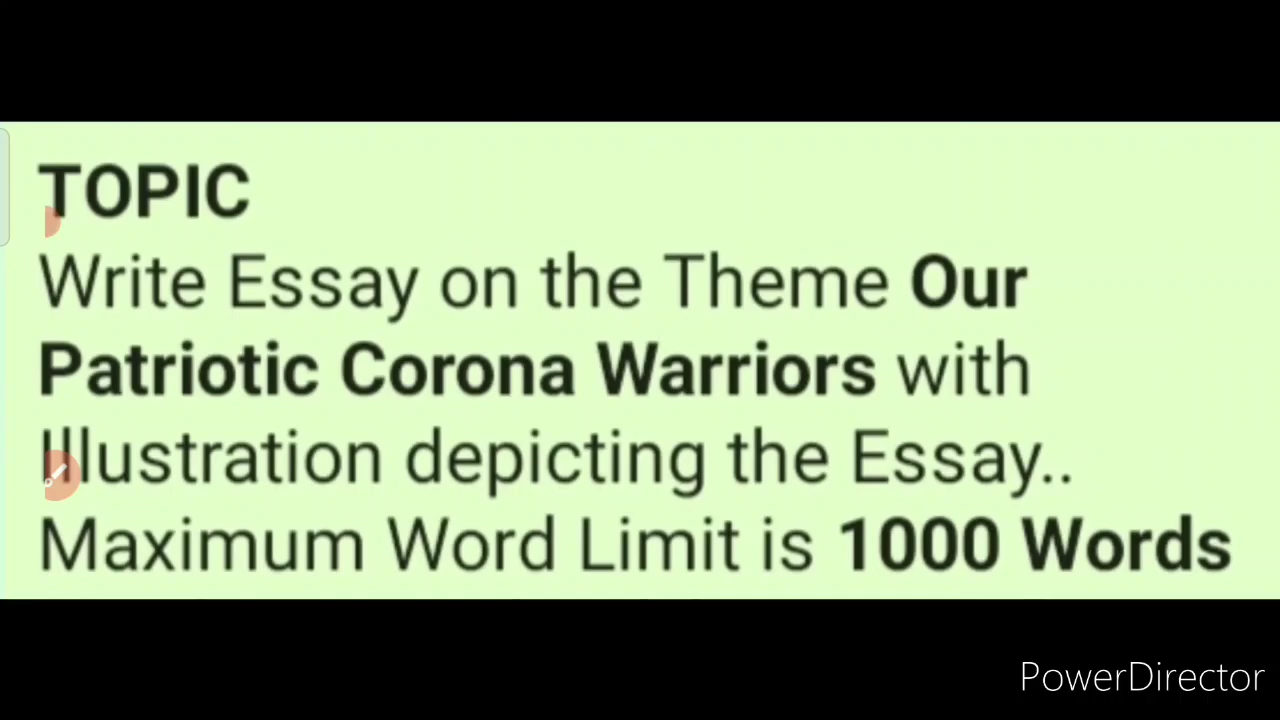 TOPIC
Write Essay on the Theme Our
Patriotic Corona Warriors with
Illustration depicting the Essay..
Maximum Word Limit is 1000 Words
PowerDirector